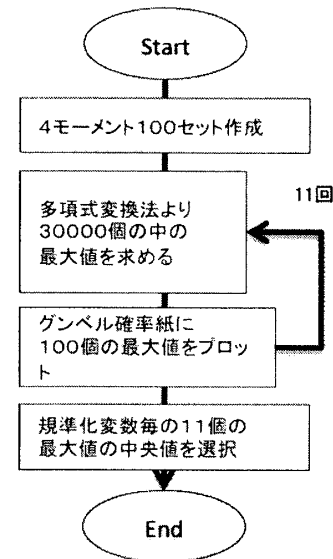 Start
4モーメント100セット作成
多項式変換法より
30000個の中の
最大値を求める
11回
グンベル確率紙に
100個の最大値をプロッ
ト
規準化変数毎の11個の
最大値の中央値を選択
End